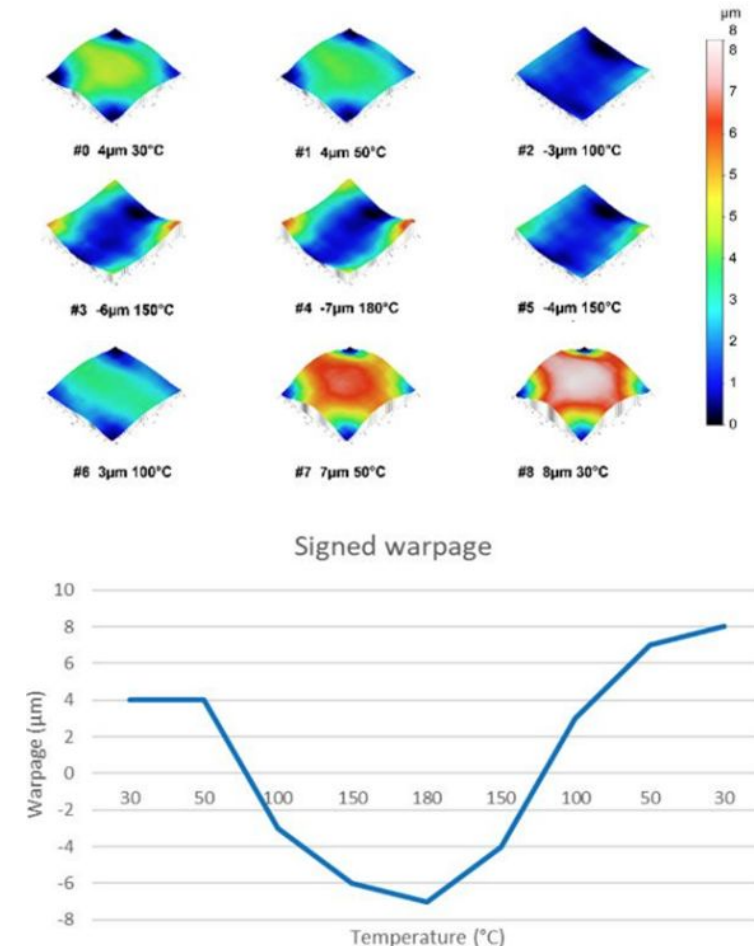 µm
8
8
7
6
5
5
4
3
2
1
0
#0 4µm 30°C
#1 4µm 50°C
#2 -3µm 100°C
#3 -6µm 150°C
#4 -7µm 180°C
#5 -4µm 150°C
#6 3µm 100°C
#7 7µm 50°C
#8 8µm 30°C
Signed warpage
10
8
6
4
2
0
-2
-4
-6
-8
Warpage (µm)
30 50 100 150 180 150 100 50 30
Temperature (°C)